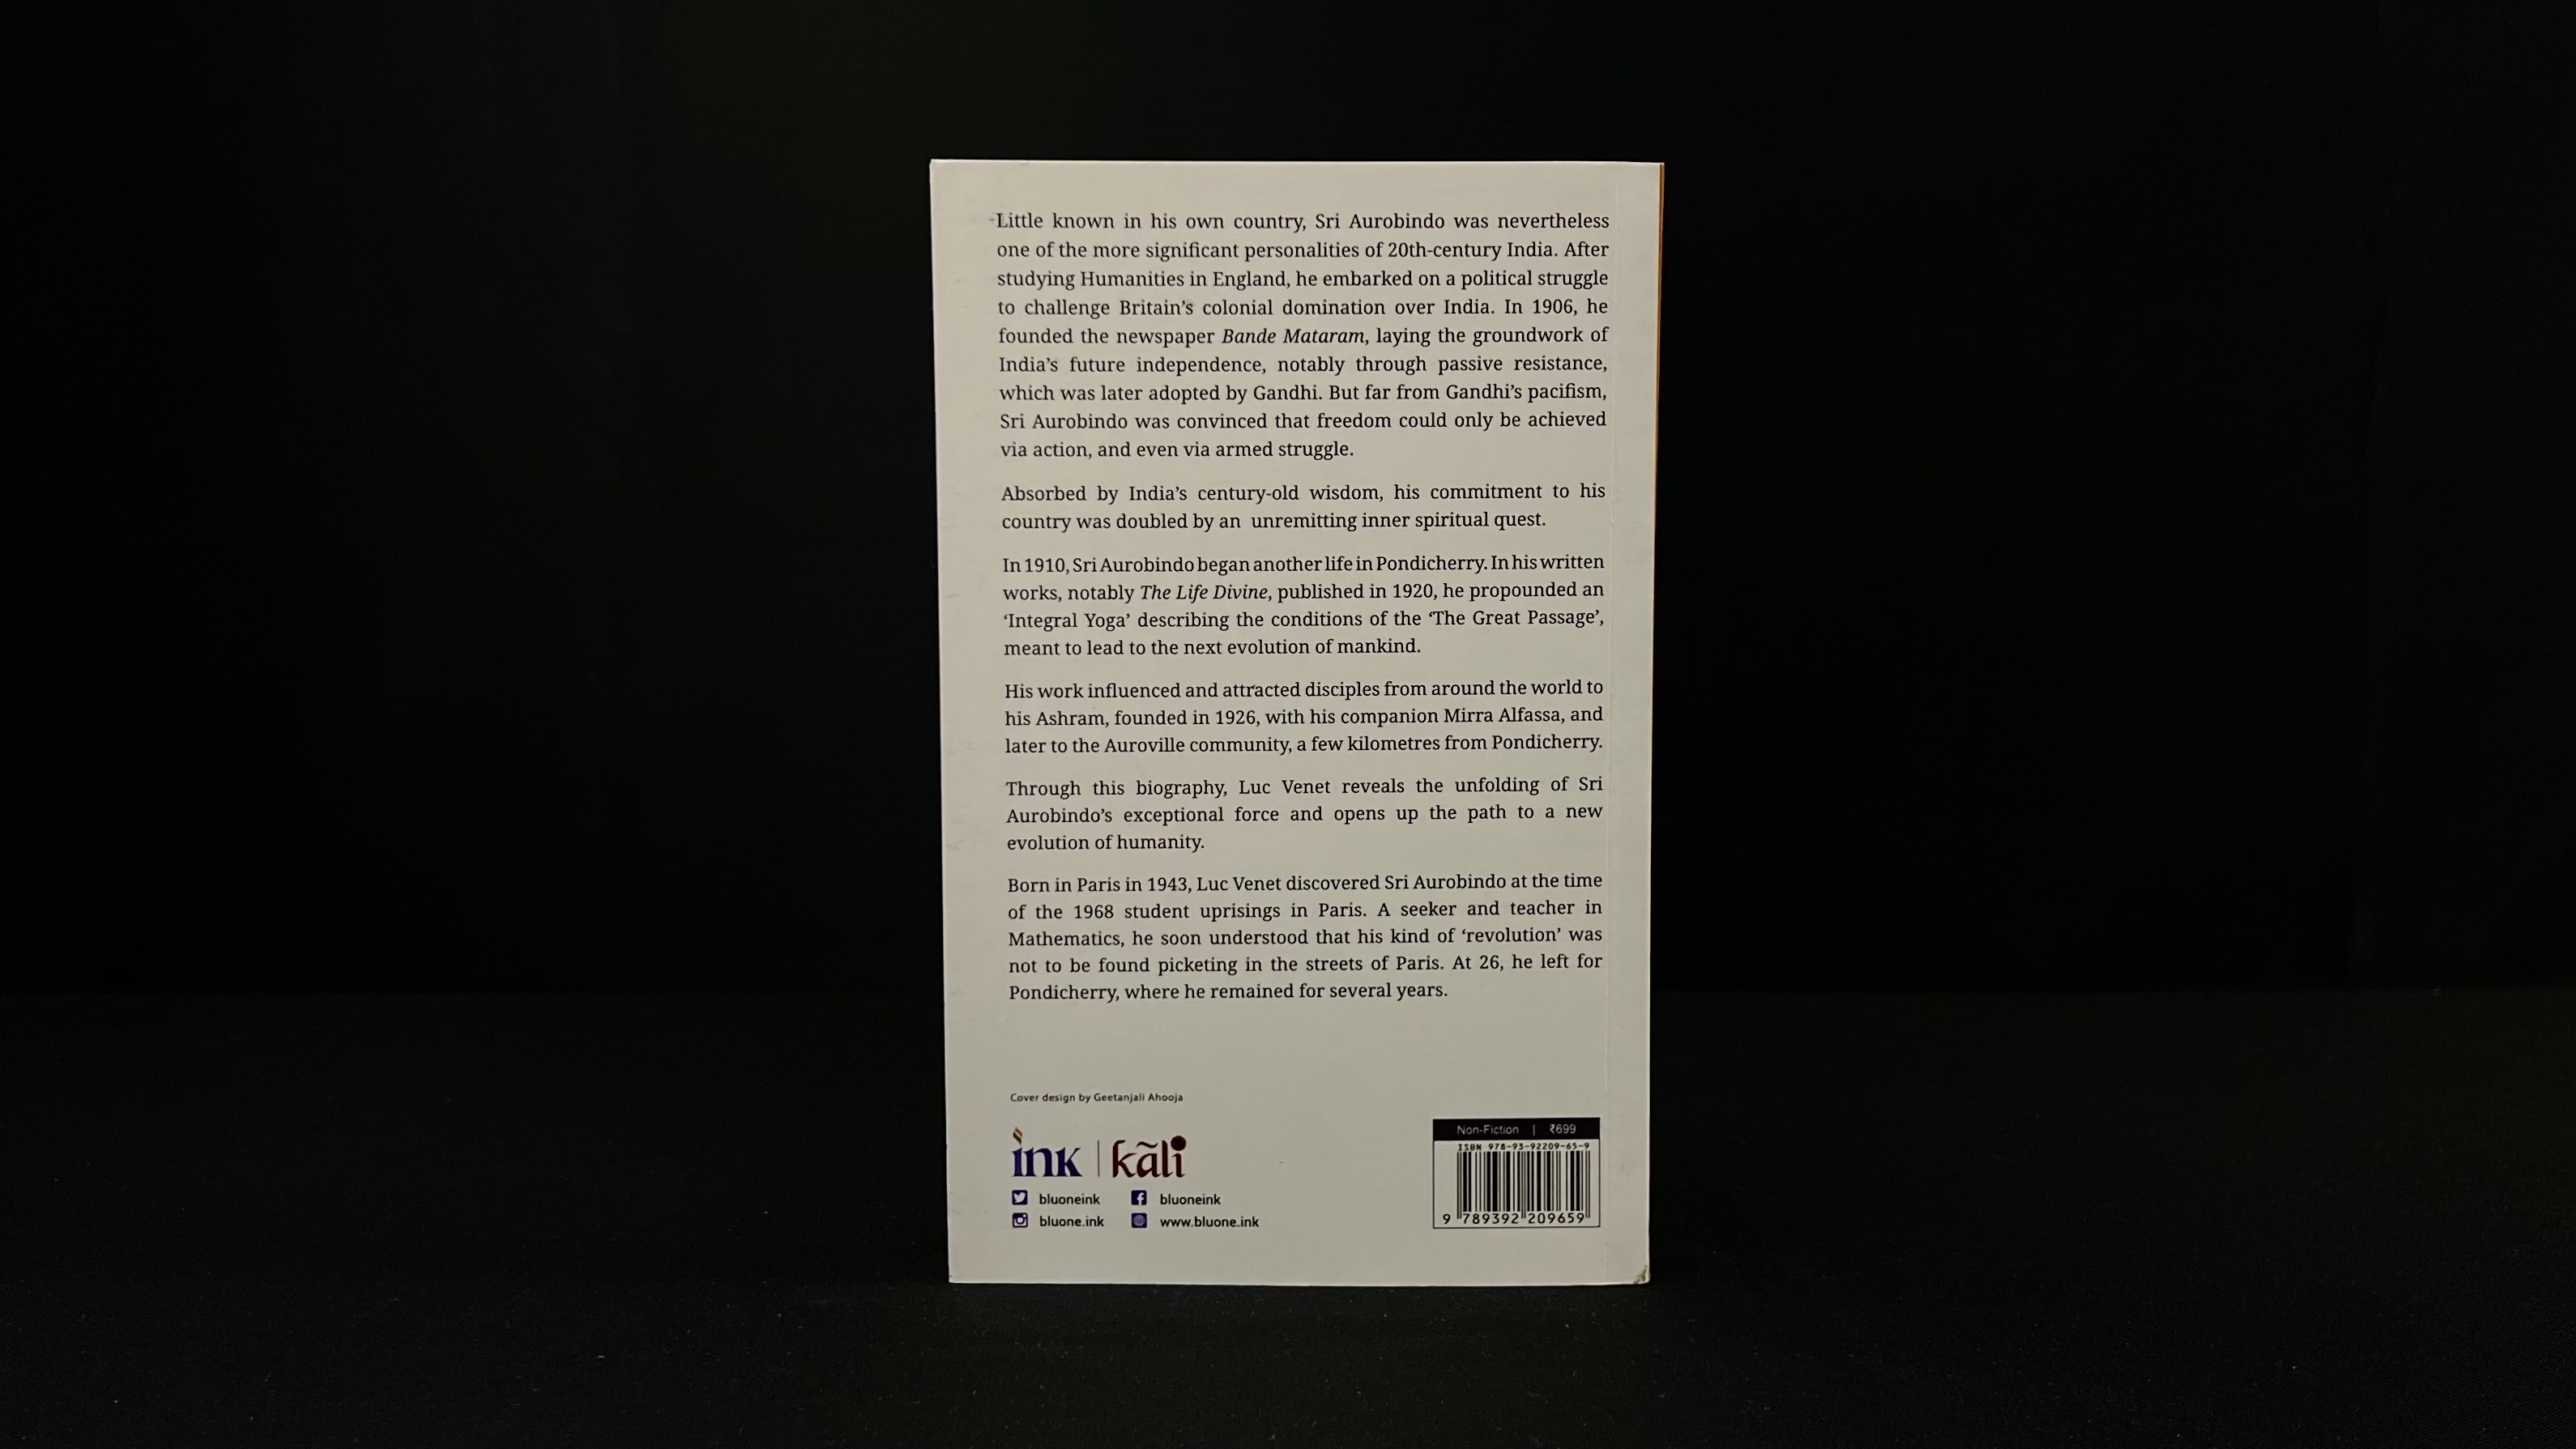 Little known in his own country, Sri Aurobindo was nevertheless
one of the more significant personalities of 20th-century India. After
studying Humanities in England, he embarked on a political struggle
to challenge Britain’s colonial domination over India. In 1906, he
founded the newspaper Bande Mataram, laying the groundwork of
India’s future independence, notably through passive resistance,
which was later adopted by Gandhi. But far from Gandhi’s pacifism,
Sri Aurobindo was convinced that freedom could only be achieved
via action, and even via armed struggle.
Absorbed by India’s century-old wisdom, his commitment to his
country was doubled by an unremitting inner spiritual quest.
In 1910, Sri Aurobindo began another life in Pondicherry. In his written
works, notably The Life Divine, published in 1920, he propounded an
‘Integral Yoga’ describing the conditions of the ‘The Great Passage’,
meant to lead to the next evolution of mankind.
His work influenced and attracted disciples from around the world to
his Ashram, founded in 1926, with his companion Mirra Alfassa, and
later to the Auroville community, a few kilometres from Pondicherry.
Through this biography, Luc Venet reveals the unfolding of Sri
Aurobindo’s exceptional force and opens up the path to a new
evolution of humanity.
Born in Paris in 1943, Luc Venet discovered Sri Aurobindo at the time
of the 1968 student uprisings in Paris. A seeker and teacher in
Mathematics, he soon understood that his kind of ‘revolution’ was
not to be found picketing in the streets of Paris. At 26, he left for
Pondicherry, where he remained for several years.
Cover design by Geetanjali Ahooja
ink | kãli
bluoneink bluoneink
bluone.ink www.bluone.ink
Non-Fiction | ₹699
ISBN 978-93-92209-65-9
9 789392 209659